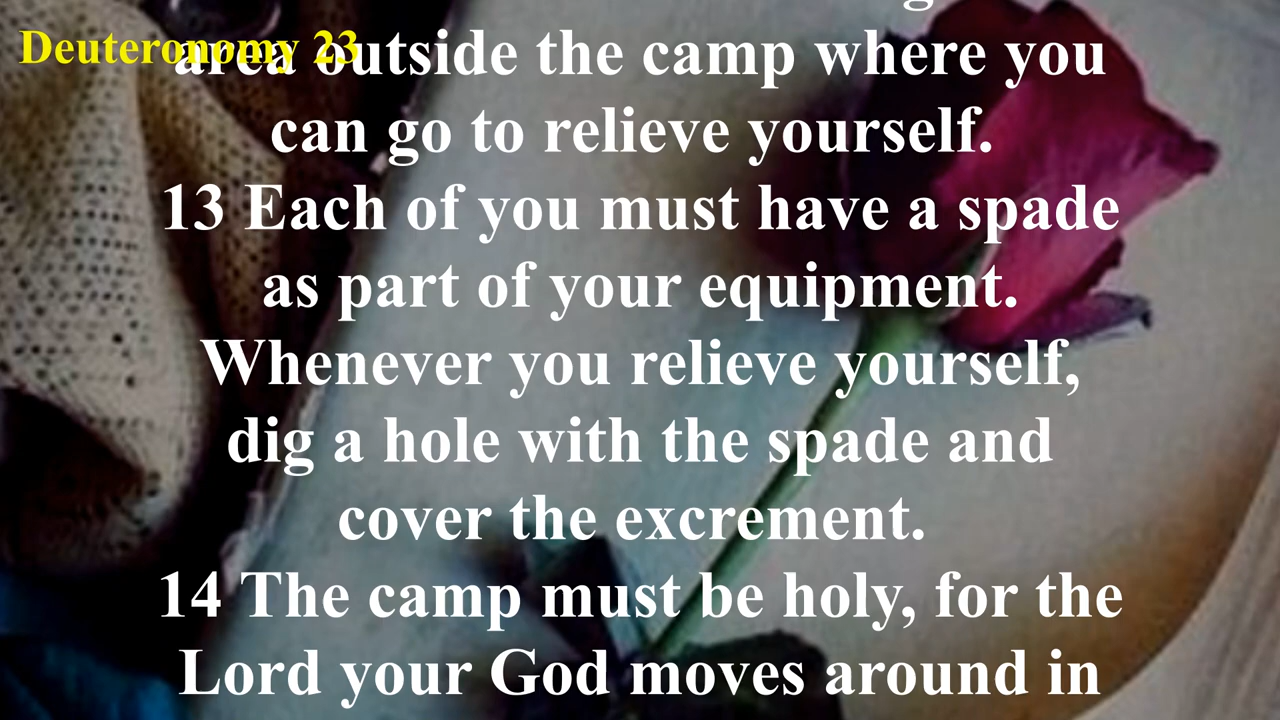 Deuteronomy 23
area outside the camp where you
can go to relieve yourself.
13 Each of you must have a spade
as part of your equipment.
Whenever you relieve yourself,
dig a hole with the spade and
cover the excrement.
14 The camp must be holy, for the
Lord your God moves around in